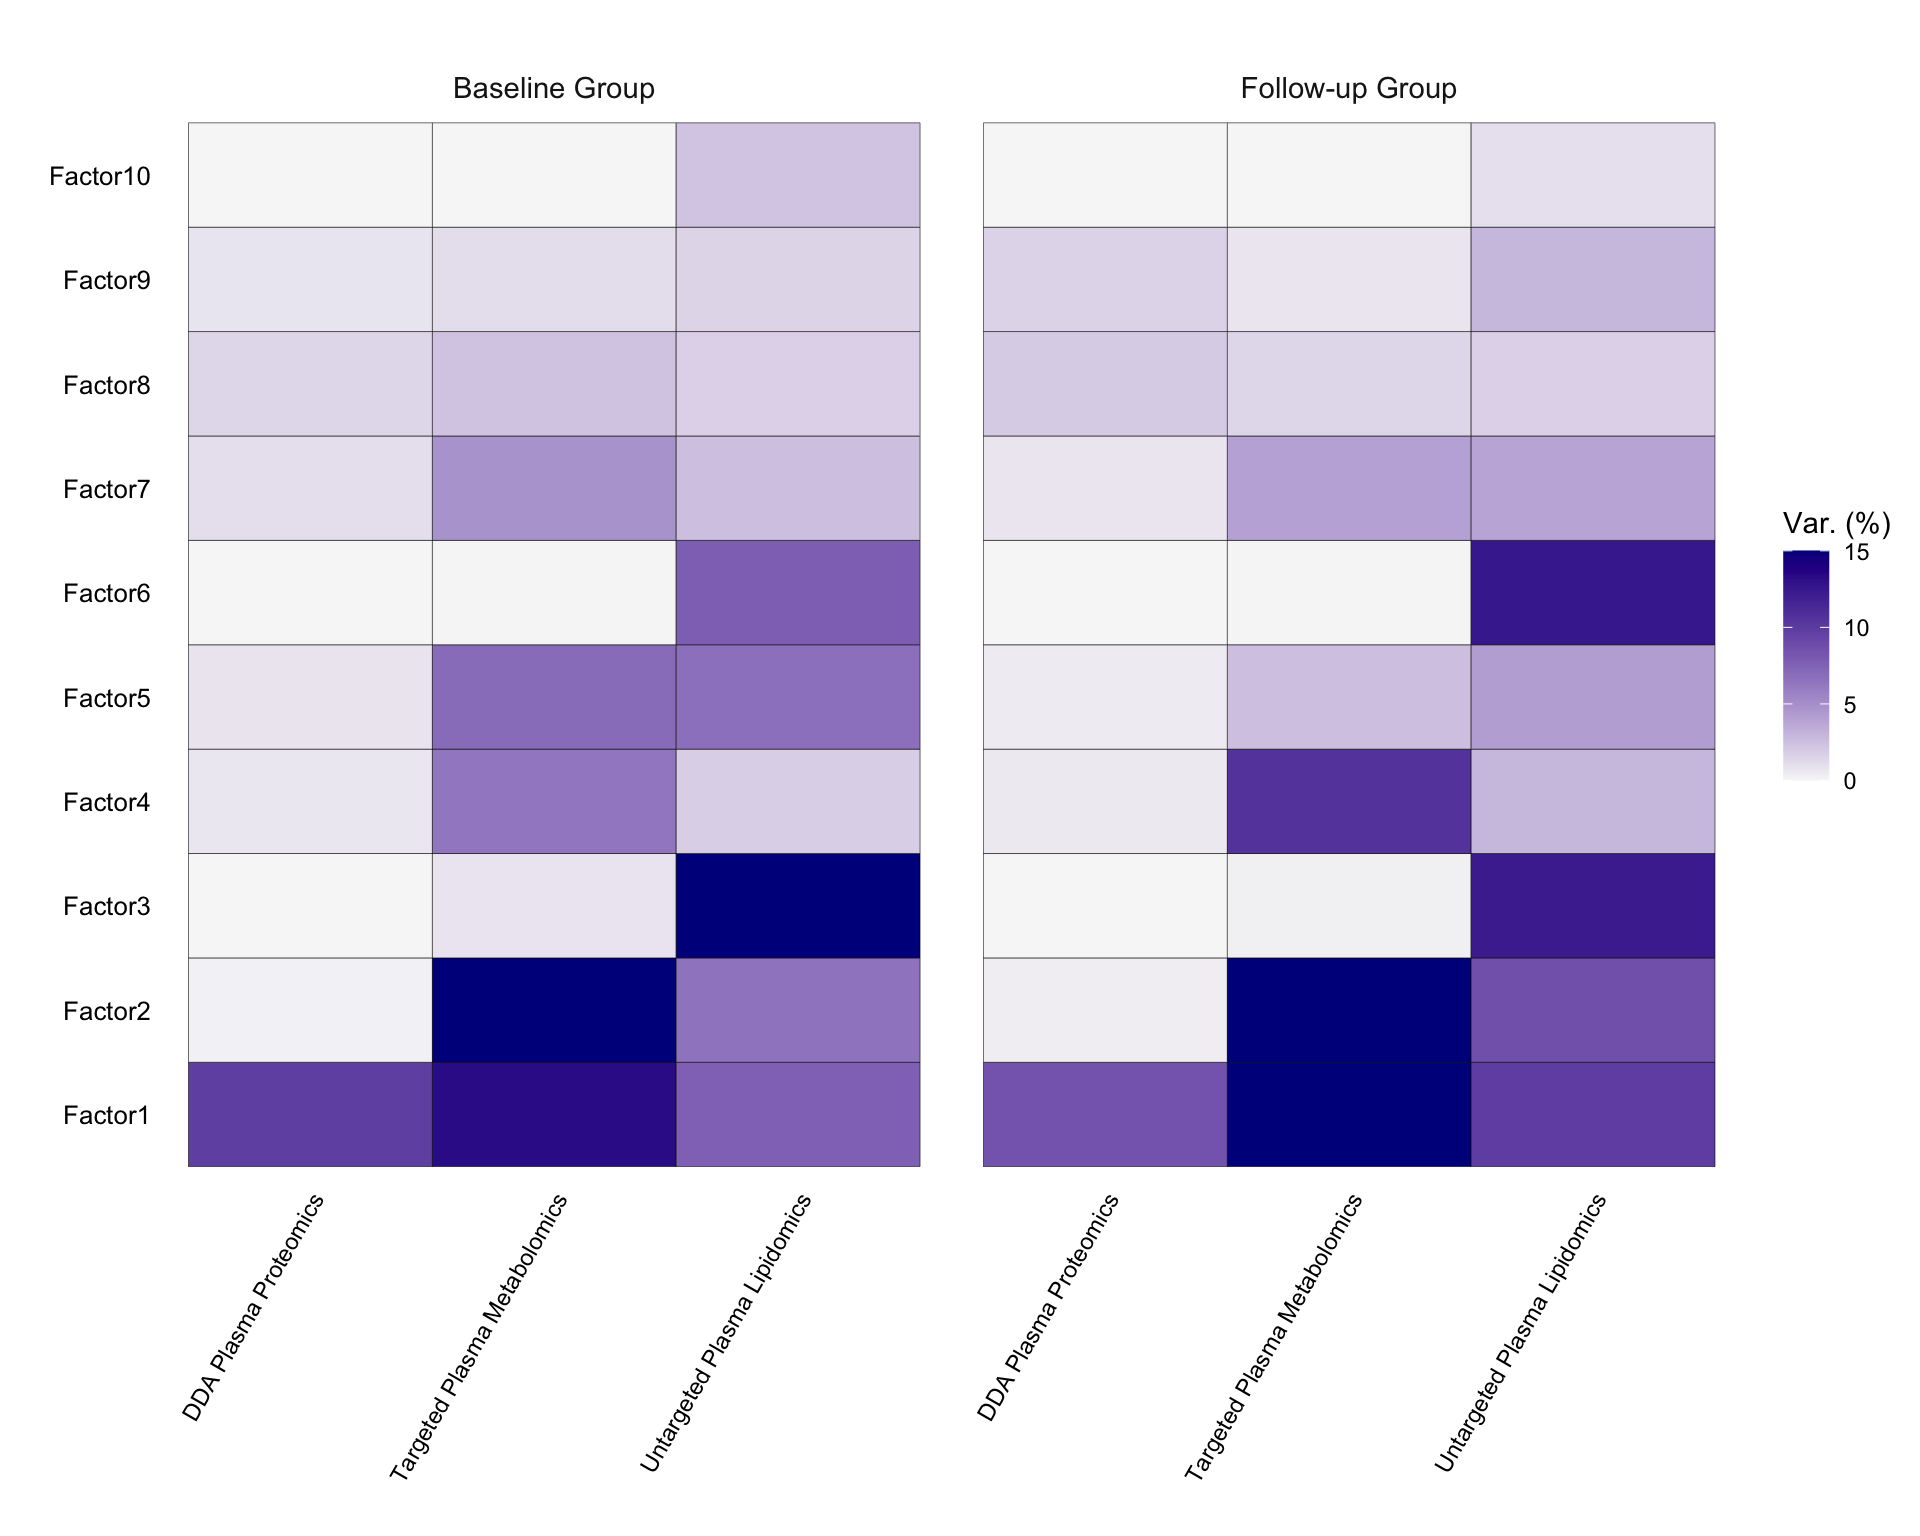 Baseline Group
Follow-up Group
Factor10
Factor9
Factor8
Factor7
Factor6
Factor5
Factor4
Factor3
Factor2
Factor1
Var. (%)
15
10
5
0
DDA Plasma Proteomics
Targeted Plasma Metabolomics
Untargeted Plasma Lipidomics
DDA Plasma Proteomics
Targeted Plasma Metabolomics
Untargeted Plasma Lipidomics